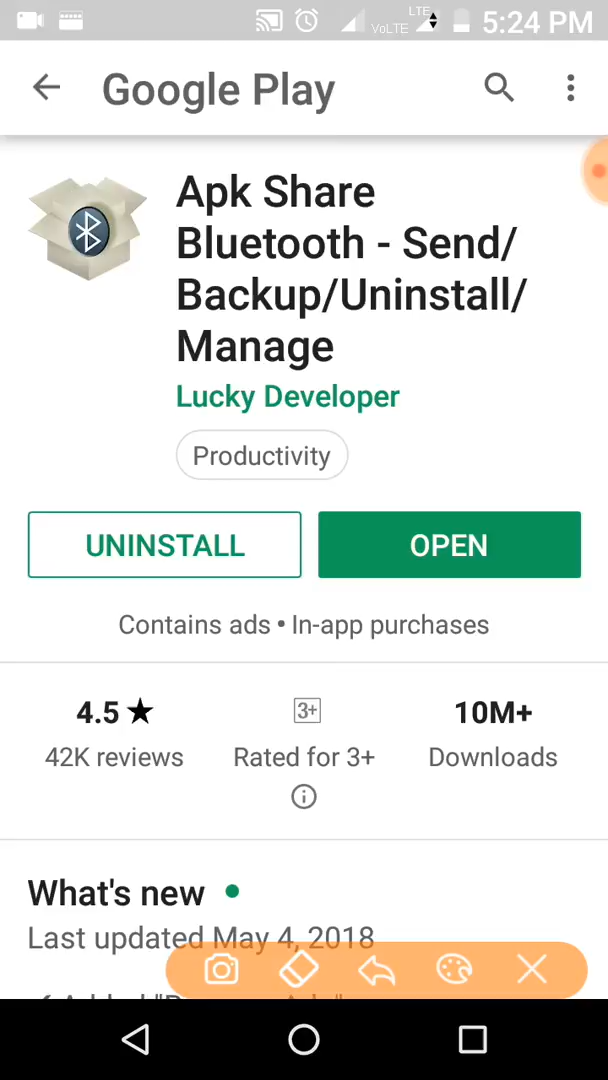 LTE
VoLTE
5:24 PM
Google Play
Apk Share
Bluetooth - Send/
Backup/Uninstall/
Manage
Lucky Developer
Productivity
UNINSTALL
OPEN
Contains ads • In-app purchases
4.5 ★
3+
10M+
42K reviews
Rated for 3+
Downloads
What's new
Last updated May 4, 2018